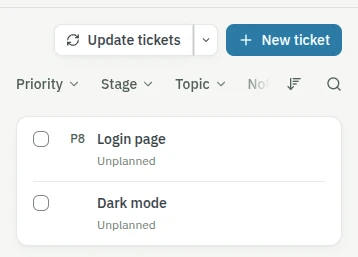 Update tickets
New ticket
Priority Stage Topic
P8 Login page
Unplanned
Dark mode
Unplanned